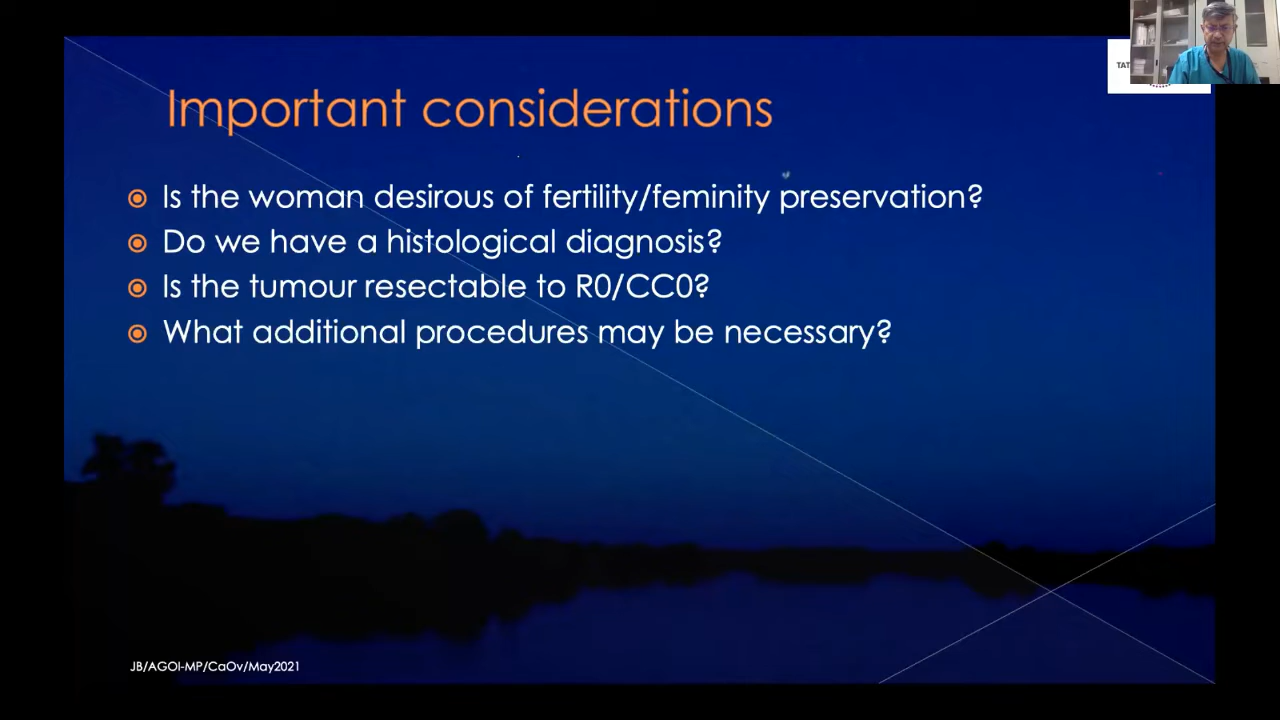 TAT
Important considerations
Is the woman desirous of fertility/feminity preservation?
Do we have a histological diagnosis?
Is the tumour resectable to R0/CC0?
What additional procedures may be necessary?
JB/AGOI-MP/CaOv/May2021